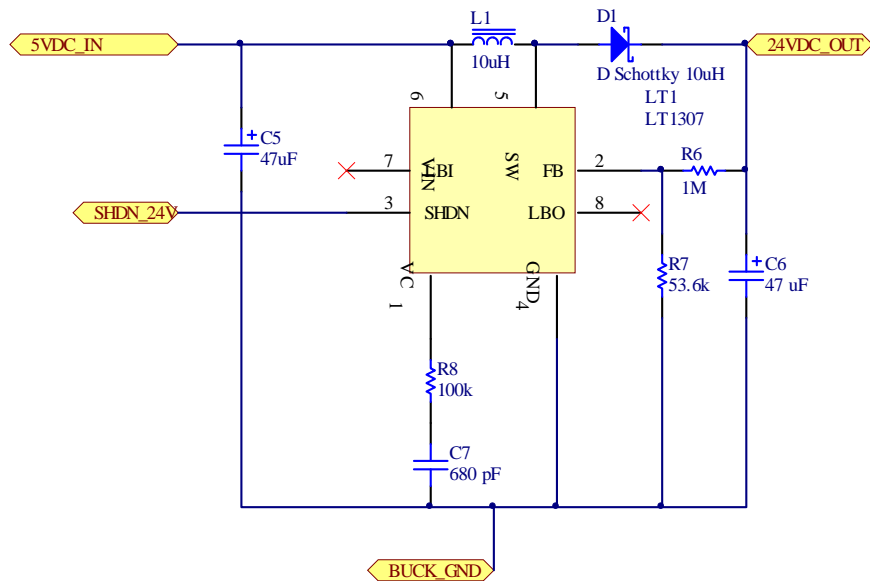 L1
D1
5VDC_IN
24VDC_OUT
10uH
D Schottky 10uH
LT1
LT1307
6
5
C5
47uF
7
LBI
VIN
SW
FB
2
R6
1M
SHDN_24V
3
SHDN
LBO
8
VC
1
GND
4
R7
53.6k
C6
47 uF
R8
100k
C7
680 pF
BUCK_GND